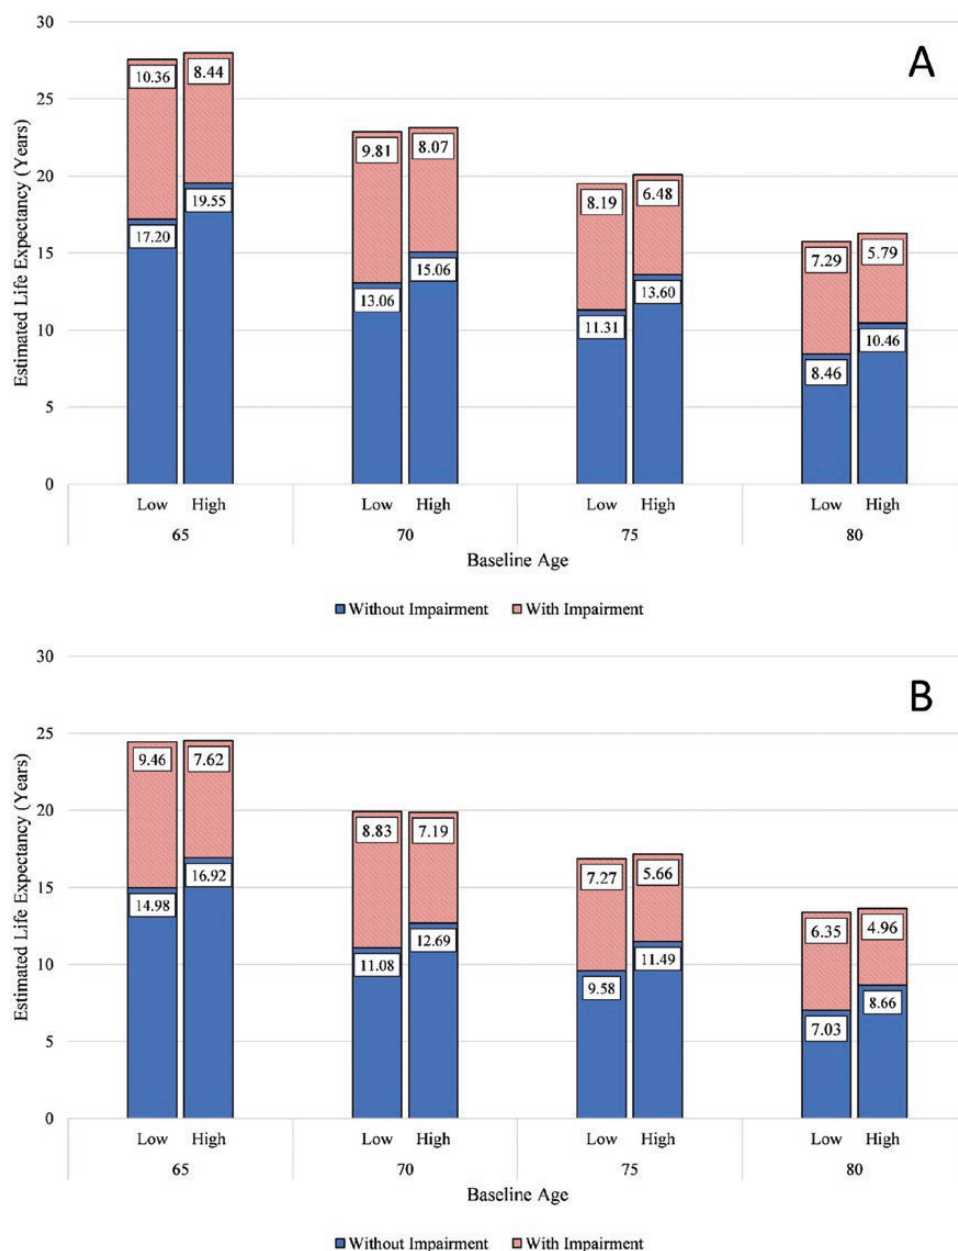 A
Estimated Life Expectancy (Years)
30
25
20
15
10
5
0
10.36 8.44
17.20 19.55
9.81 8.07
13.06 15.06
8.19 6.48
11.31 13.60
7.29 5.79
8.46 10.46
Low High Low High Low High Low High
65 70 75 80
Baseline Age
Without Impairment With Impairment
B
Estimated Life Expectancy (Years)
30
25
20
15
10
5
0
9.46 7.62
14.98 16.92
8.83 7.19
11.08 12.69
7.27 5.66
9.58 11.49
6.35 4.96
7.03 8.66
Low High Low High Low High Low High
65 70 75 80
Baseline Age
Without Impairment With Impairment